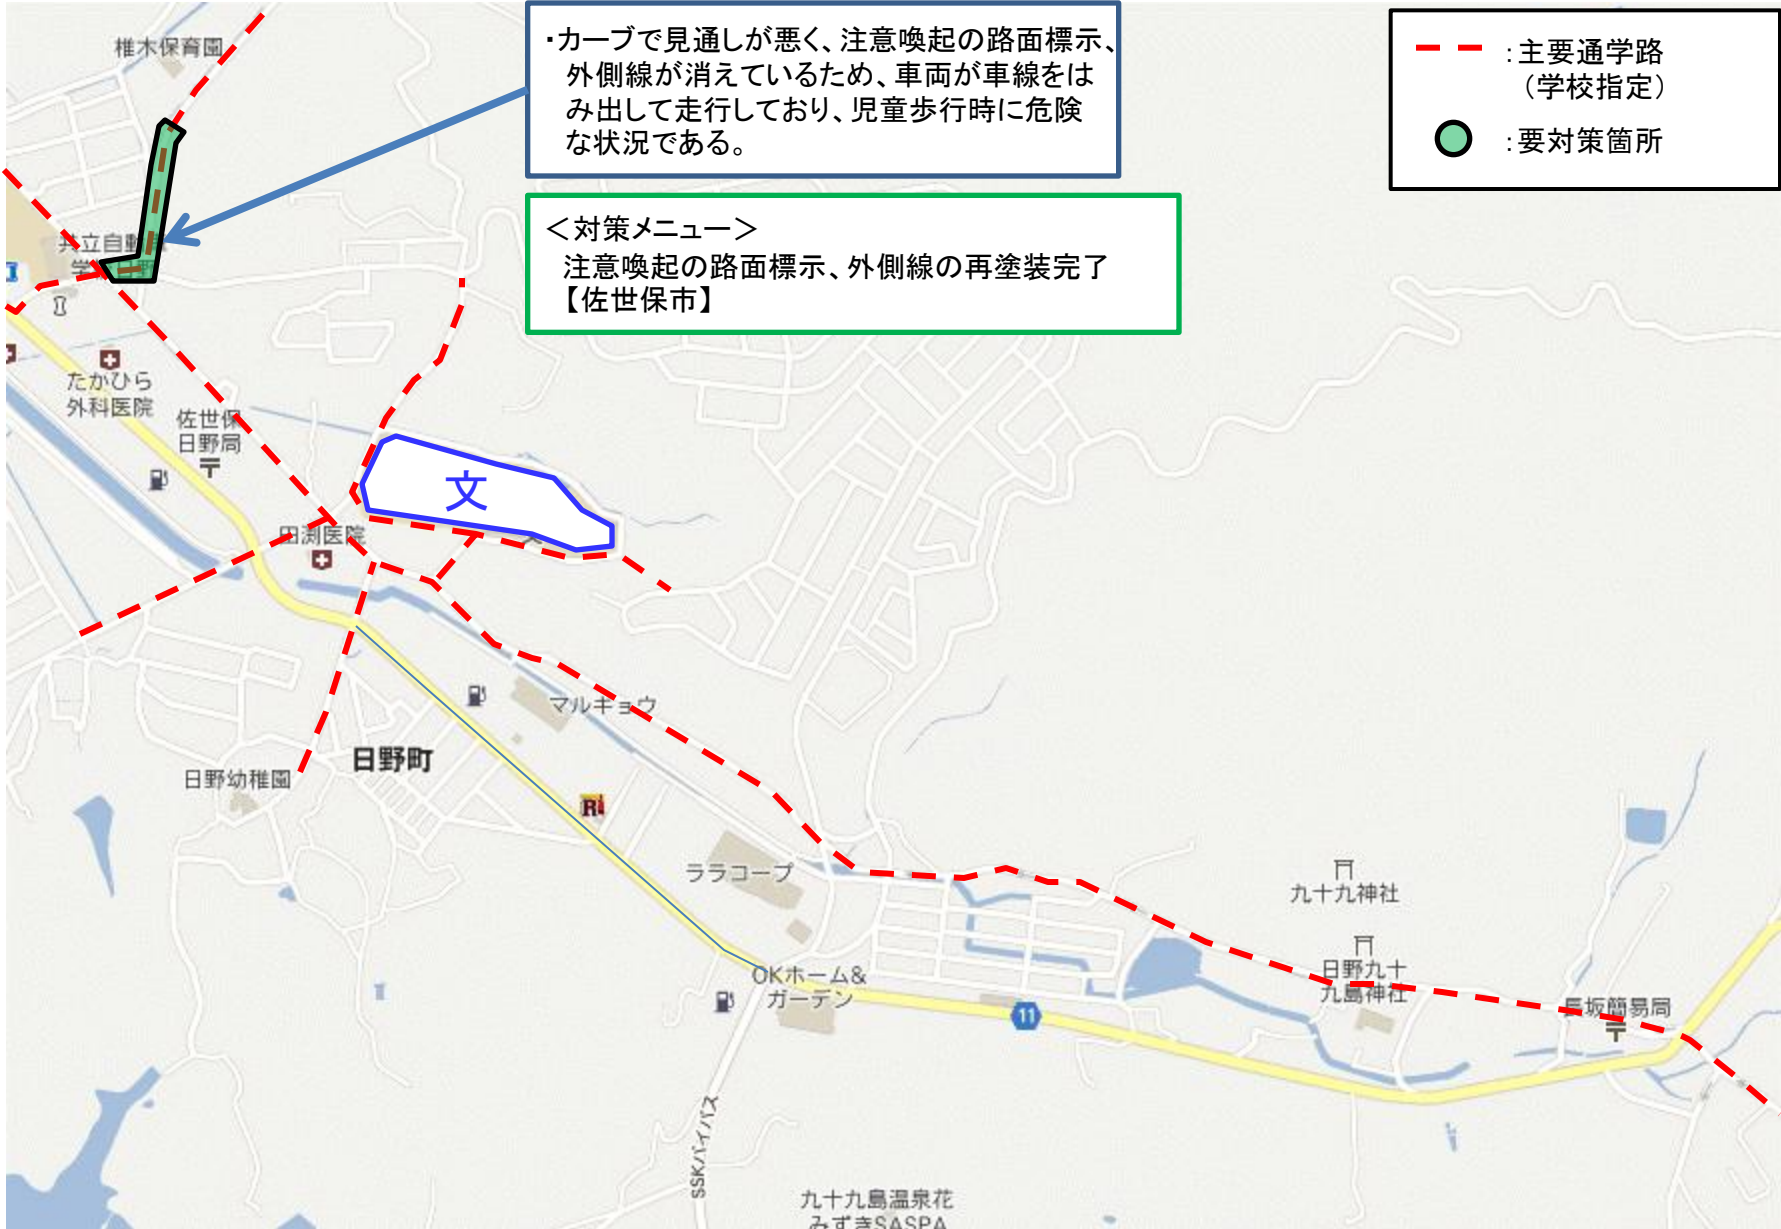 ・カーブで見通しが悪く、注意喚起の路面標示、
外側線が消えているため、車両が車線をは
み出して走行しており、児童歩行時に危険
な状況である。
：主要通学路
（学校指定）
：要対策箇所
＜対策メニュー＞
注意喚起の路面標示、外側線の再塗装完了
【佐世保市】
椎木保育園
共立自動
学
たかひら
外科医院
佐世保
日野局
文
田渕医院
マルキョウ
日野町
日野幼稚園
ララコープ
九十九神社
OKホーム&
ガーデン
11
日野九十
九島神社
長坂簡易局
SSKバイパス
九十九島温泉花
みずきSASPA